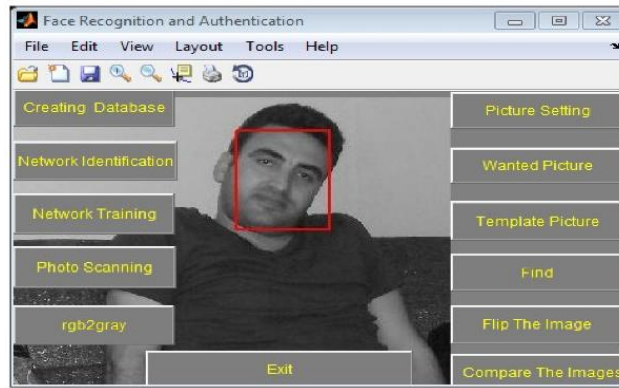 Face Recognition and Authentication
File Edit View Layout Tools Help
Creating Database
Network Identification
Network Training
Photo Scanning
rgb2gray
Picture Setting
Wanted Picture
Template Picture
Find
Flip The Image
Compare The Images
Exit